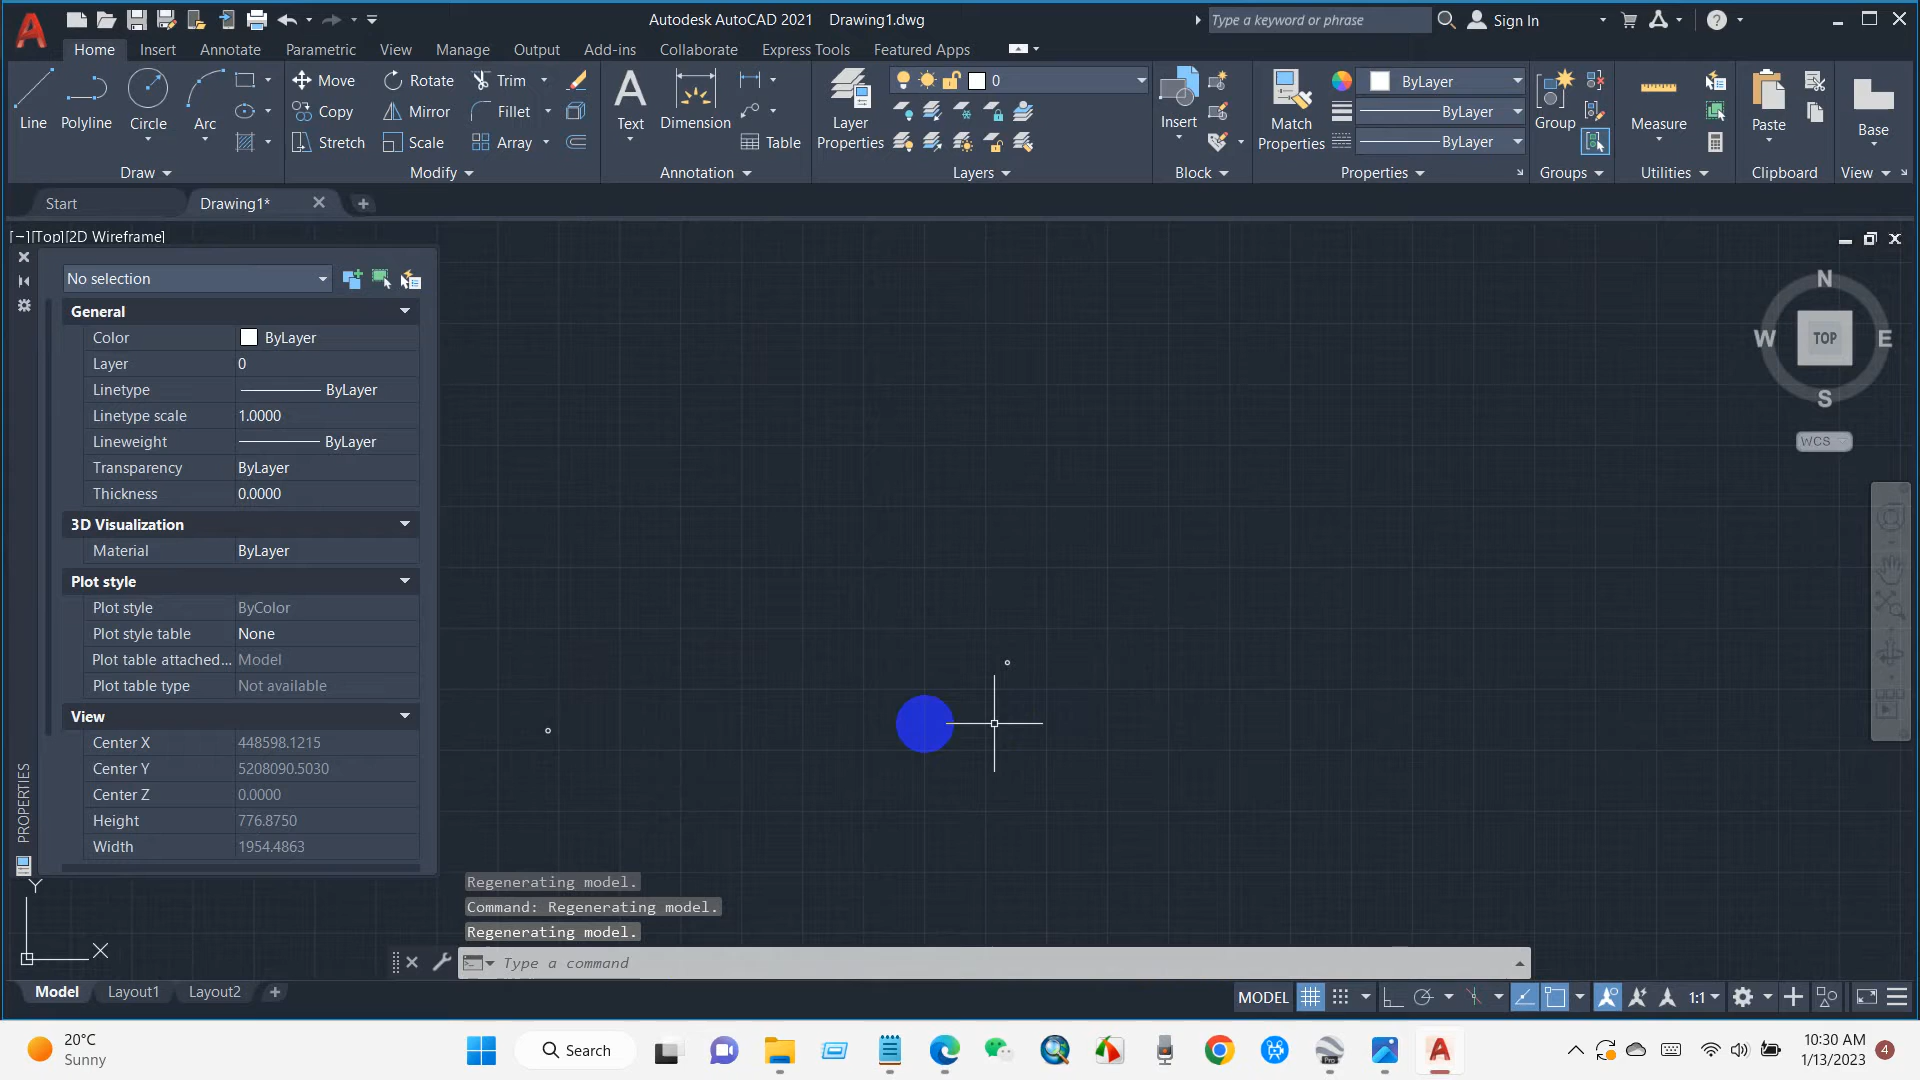 Autodesk AutoCAD 2021 Drawing1.dwg
Type a keyword or phrase
Sign In
Home Insert Annotate Parametric View Manage Output Add-ins Collaborate Express Tools Featured Apps
Line Polyline Circle Arc
Move Rotate Trim
Copy Mirror Fillet
Stretch Scale Array
Text Dimension Table
Layer Properties
0
Insert
Match Properties
ByLayer
ByLayer
ByLayer
Group Measure Paste Base
Draw Modify Annotation Layers Block Properties Groups Utilities Clipboard View
Start Drawing1*
[−][Top][2D Wireframe]
No selection
General
Color ByLayer
Layer 0
Linetype ByLayer
Linetype scale 1.0000
Lineweight ByLayer
Transparency ByLayer
Thickness 0.0000
3D Visualization
Material ByLayer
Plot style
Plot style ByColor
Plot style table None
Plot table attached... Model
Plot table type Not available
View
Center X 448598.1215
Center Y 5208090.5030
Center Z 0.0000
Height 776.8750
Width 1954.4863
PROPERTIES
N
W TOP E
S
WCS
Y
X
Regenerating model.
Command: Regenerating model.
Regenerating model.
Type a command
Model Layout1 Layout2
MODEL 1:1
20°C
Sunny
Search
Pro
10:30 AM
1/13/2023
4